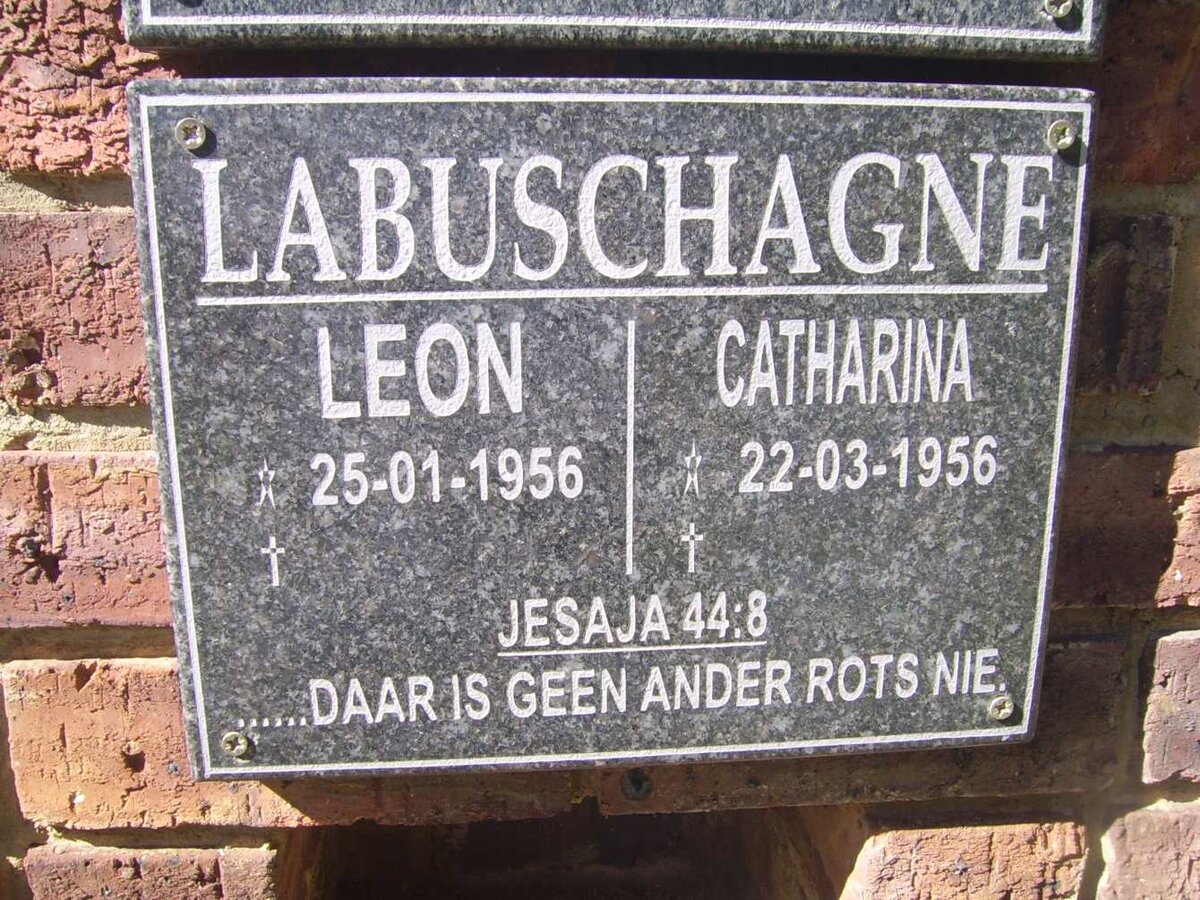 LABUSCHAGNE
LEON
25-01-1956
CATHARINA
22-03-1956
JESAJA 44:8
......DAAR IS GEEN ANDER ROTS NIE.